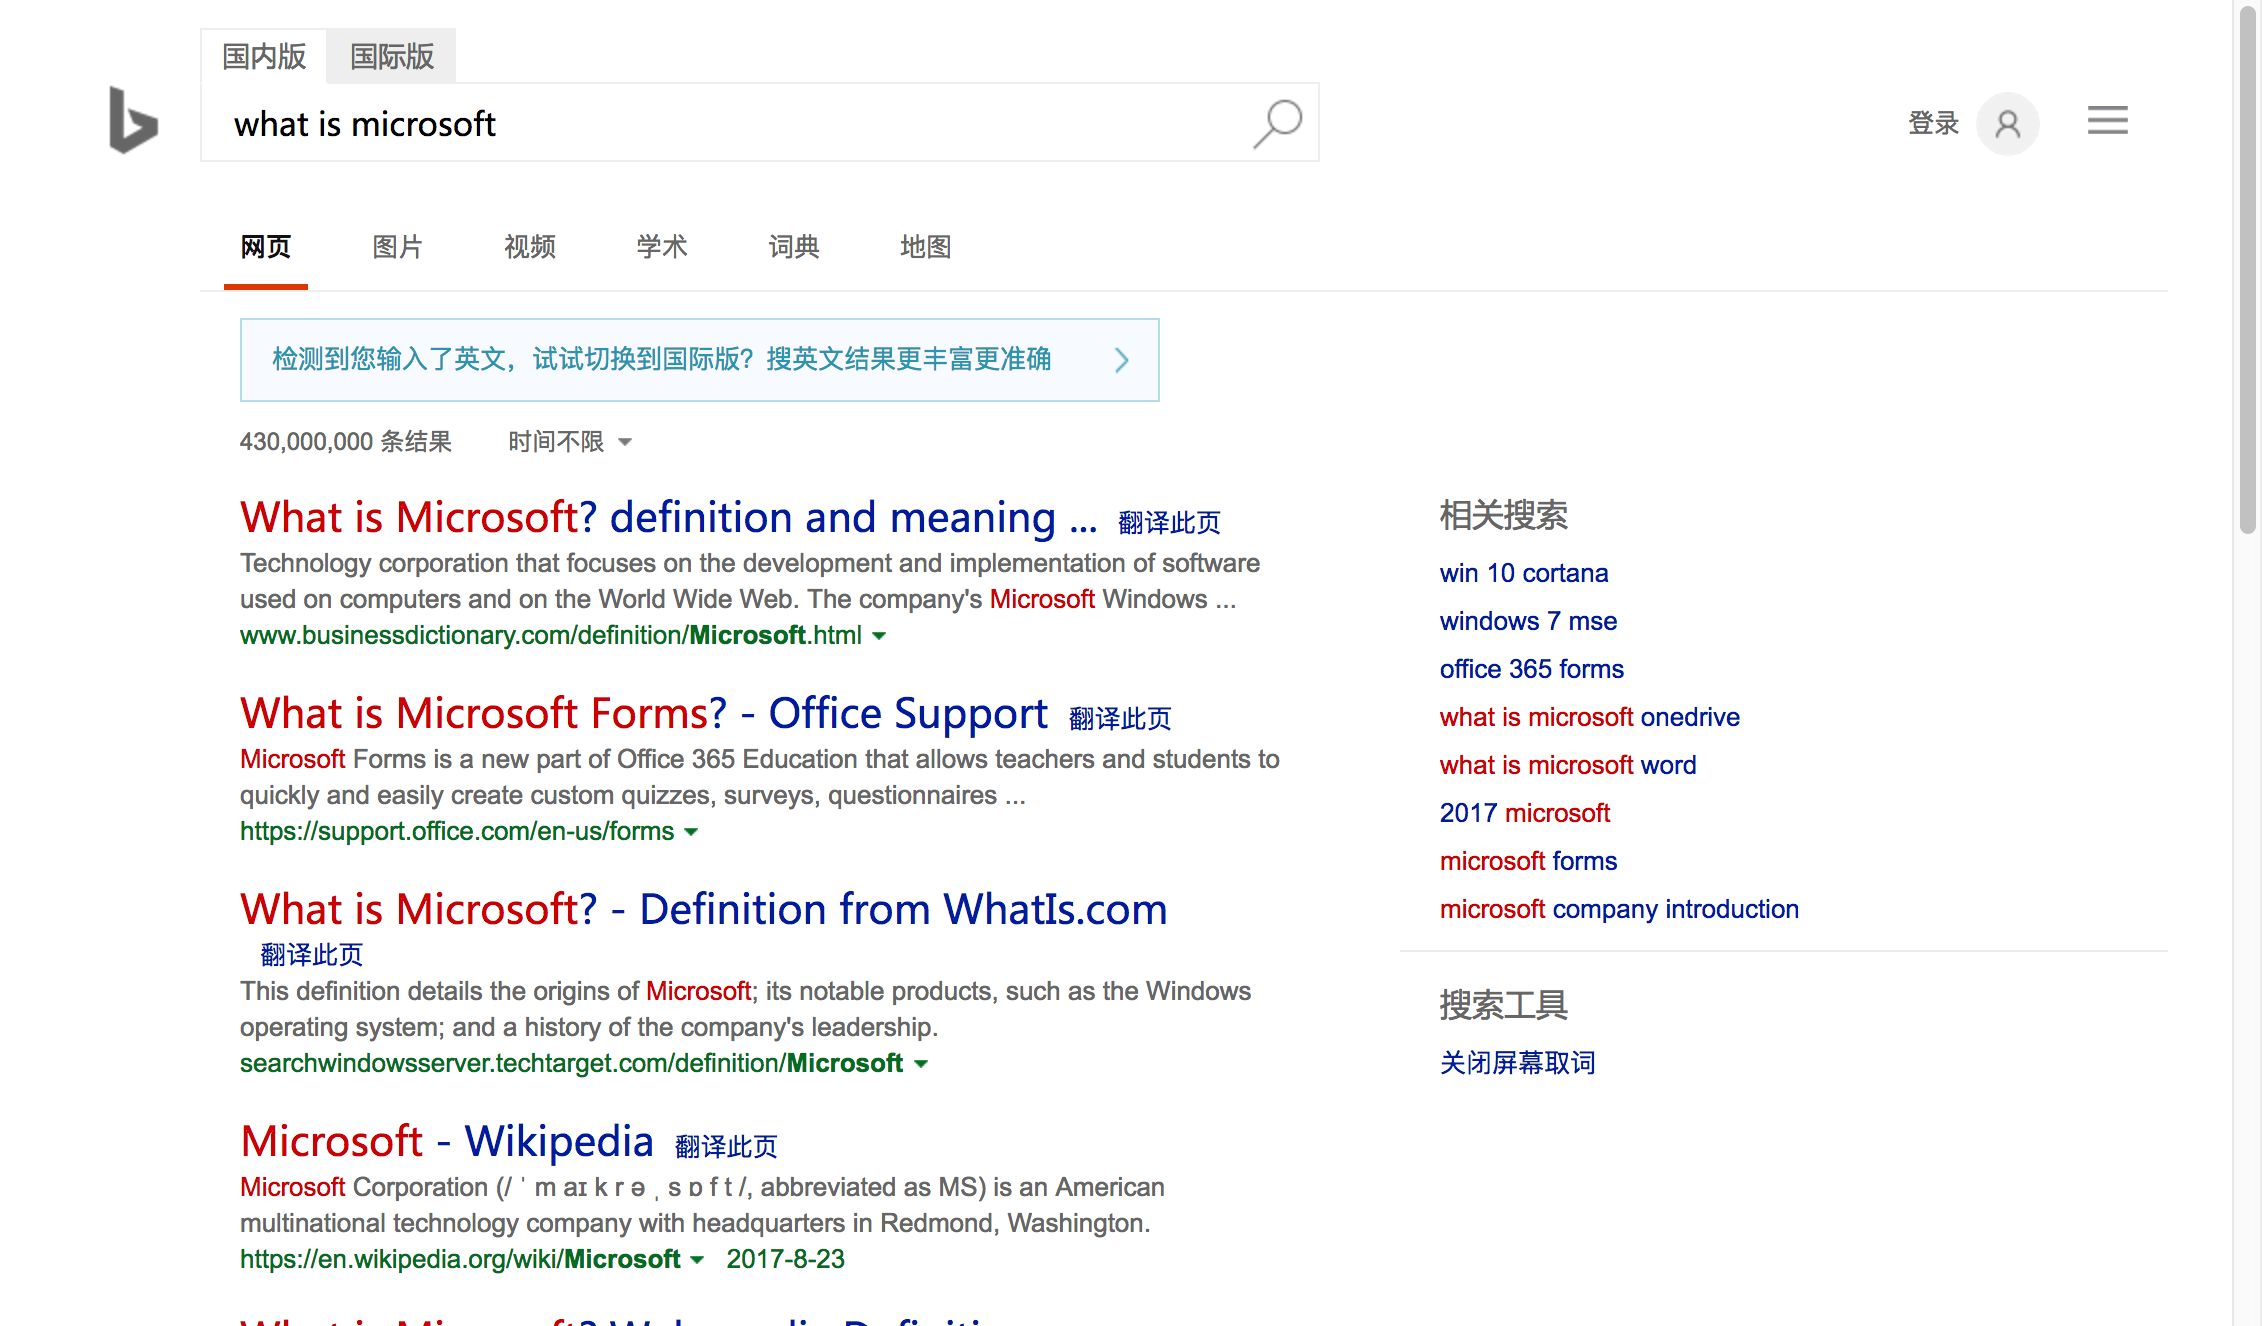 国内版 国际版
what is microsoft
登录
网页 图片 视频 学术 词典 地图
检测到您输入了英文，试试切换到国际版？搜英文结果更丰富更准确
430,000,000 条结果 时间不限
What is Microsoft? definition and meaning ... 翻译此页
Technology corporation that focuses on the development and implementation of software
used on computers and on the World Wide Web. The company's Microsoft Windows ...
www.businessdictionary.com/definition/Microsoft.html
What is Microsoft Forms? - Office Support 翻译此页
Microsoft Forms is a new part of Office 365 Education that allows teachers and students to
quickly and easily create custom quizzes, surveys, questionnaires ...
https://support.office.com/en-us/forms
What is Microsoft? - Definition from WhatIs.com
翻译此页
This definition details the origins of Microsoft; its notable products, such as the Windows
operating system; and a history of the company's leadership.
searchwindowsserver.techtarget.com/definition/Microsoft
Microsoft - Wikipedia 翻译此页
Microsoft Corporation (/ ˈ m aɪ k r ə ˌ s ɒ f t /, abbreviated as MS) is an American
multinational technology company with headquarters in Redmond, Washington.
https://en.wikipedia.org/wiki/Microsoft 2017-8-23
What is Microsoft?
相关搜索
win 10 cortana
windows 7 mse
office 365 forms
what is microsoft onedrive
what is microsoft word
2017 microsoft
microsoft forms
microsoft company introduction
搜索工具
关闭屏幕取词